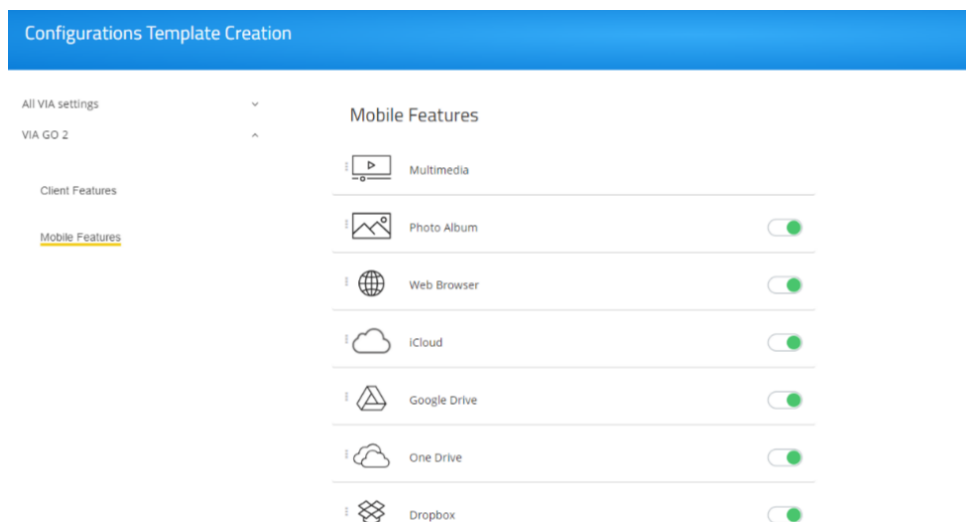 Configurations Template Creation
All VIA settings
VIA GO 2
Client Features
Mobile Features
Mobile Features
Multimedia
Photo Album
Web Browser
iCloud
Google Drive
One Drive
Dropbox